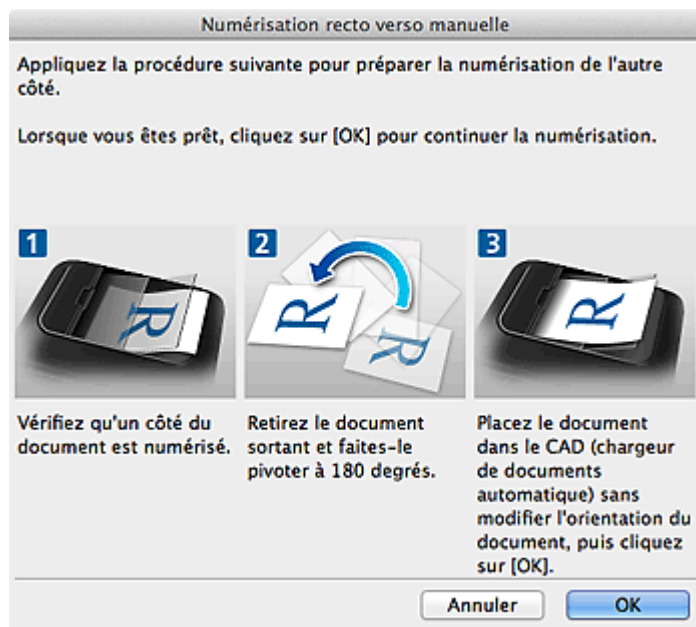 Numérisation recto verso manuelle
Appliquez la procédure suivante pour préparer la numérisation de l'autre
côté.
Lorsque vous êtes prêt, cliquez sur [OK] pour continuer la numérisation.
1
R
Vérifiez qu'un côté du
document est numérisé.
2
R
R
Retirez le document
sortant et faites-le
pivoter à 180 degrés.
3
R
Placez le document
dans le CAD (chargeur
de documents
automatique) sans
modifier l'orientation du
document, puis cliquez
sur [OK].
Annuler
OK